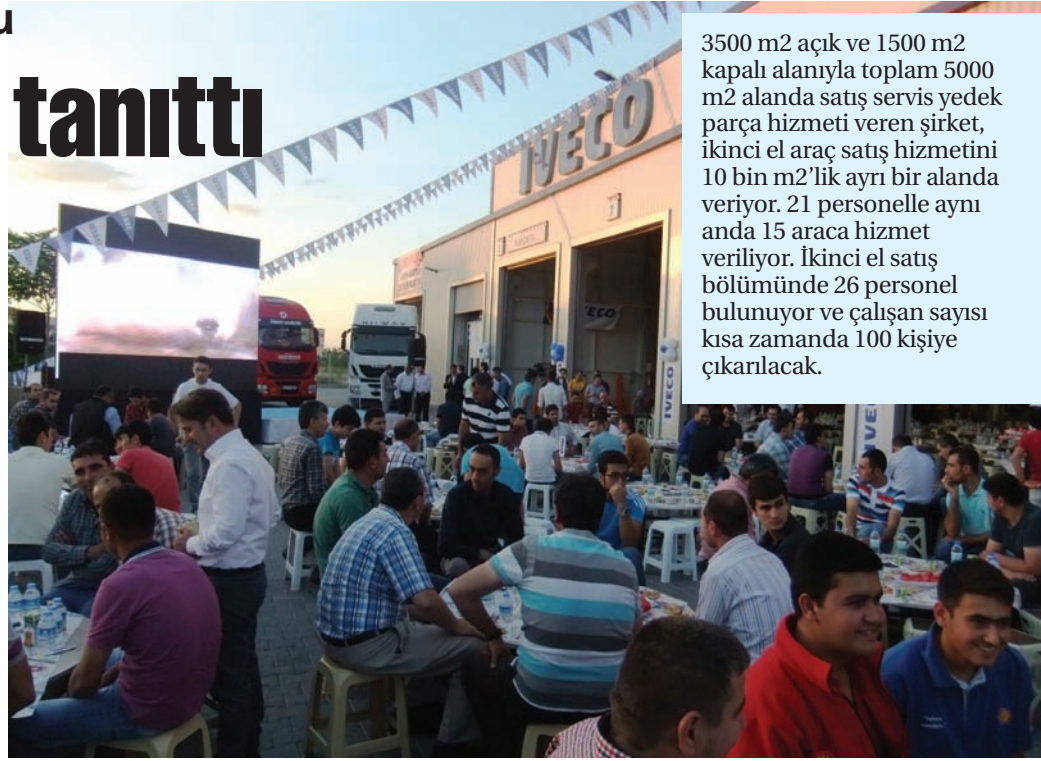 u
tanıttı
3500 m2 açık ve 1500 m2
kapalı alanıyla toplam 5000
m2 alanda satış servis yedek
parça hizmeti veren şirket,
ikinci el araç satış hizmetini
10 bin m2’lik ayrı bir alanda
veriyor. 21 personelle aynı
anda 15 araca hizmet
veriliyor. İkinci el satış
bölümünde 26 personel
bulunuyor ve çalışan sayısı
kısa zamanda 100 kişiye
çıkarılacak.
IVECO
IVECO
IVECO
IVE